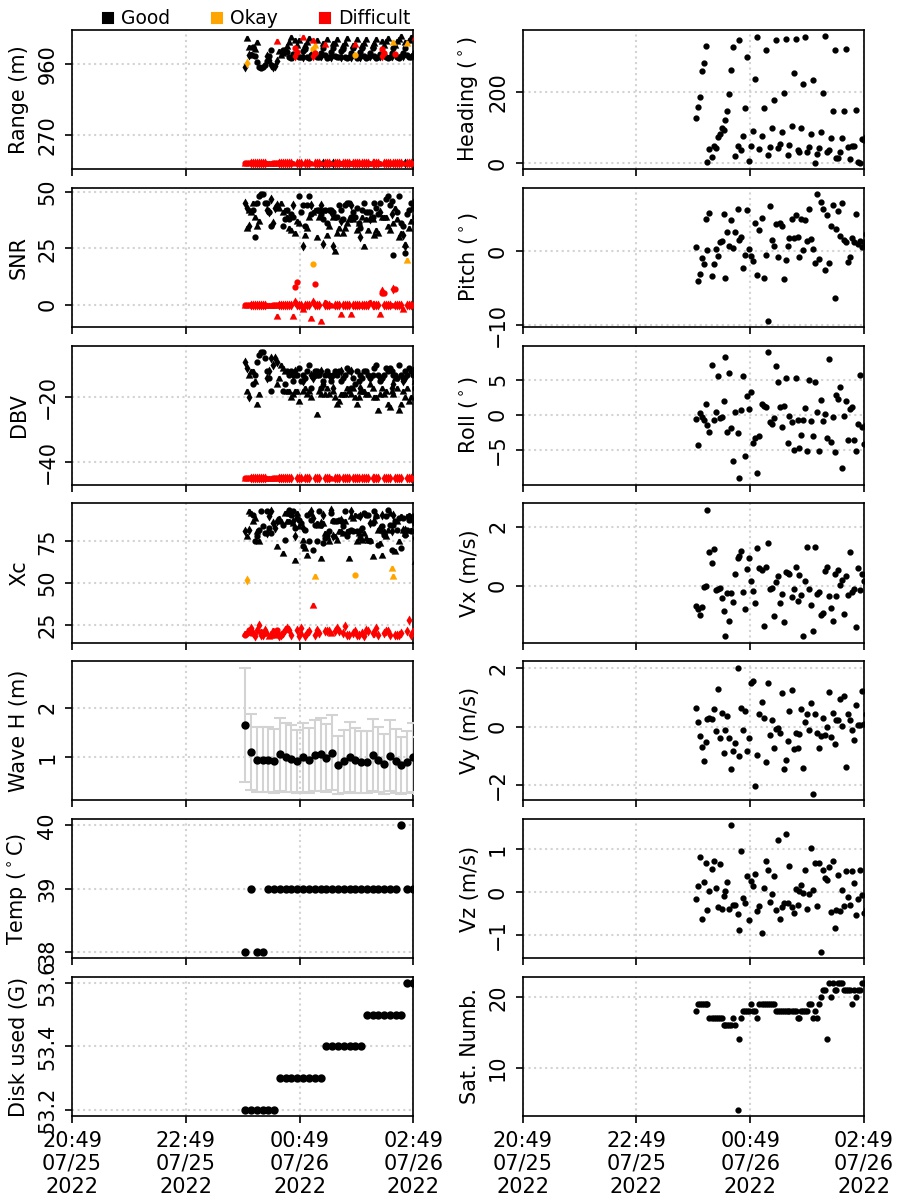 Good Okay Difficult
Range (m)
960
270
Heading (°)
200
0
SNR
50
25
0
Pitch (°)
0
−10
DBV
−20
−40
Roll (°)
5
0
−5
Xc
75
50
25
Vx (m/s)
2
0
Wave H (m)
2
1
Vy (m/s)
2
0
−2
Temp (°C)
40
39
38
Vz (m/s)
1
0
−1
Disk used (G)
53.6
53.4
53.2
Sat. Numb.
20
10
20:49 22:49 00:49 02:49
07/25 07/25 07/26 07/26
2022 2022 2022 2022
20:49 22:49 00:49 02:49
07/25 07/25 07/26 07/26
2022 2022 2022 2022